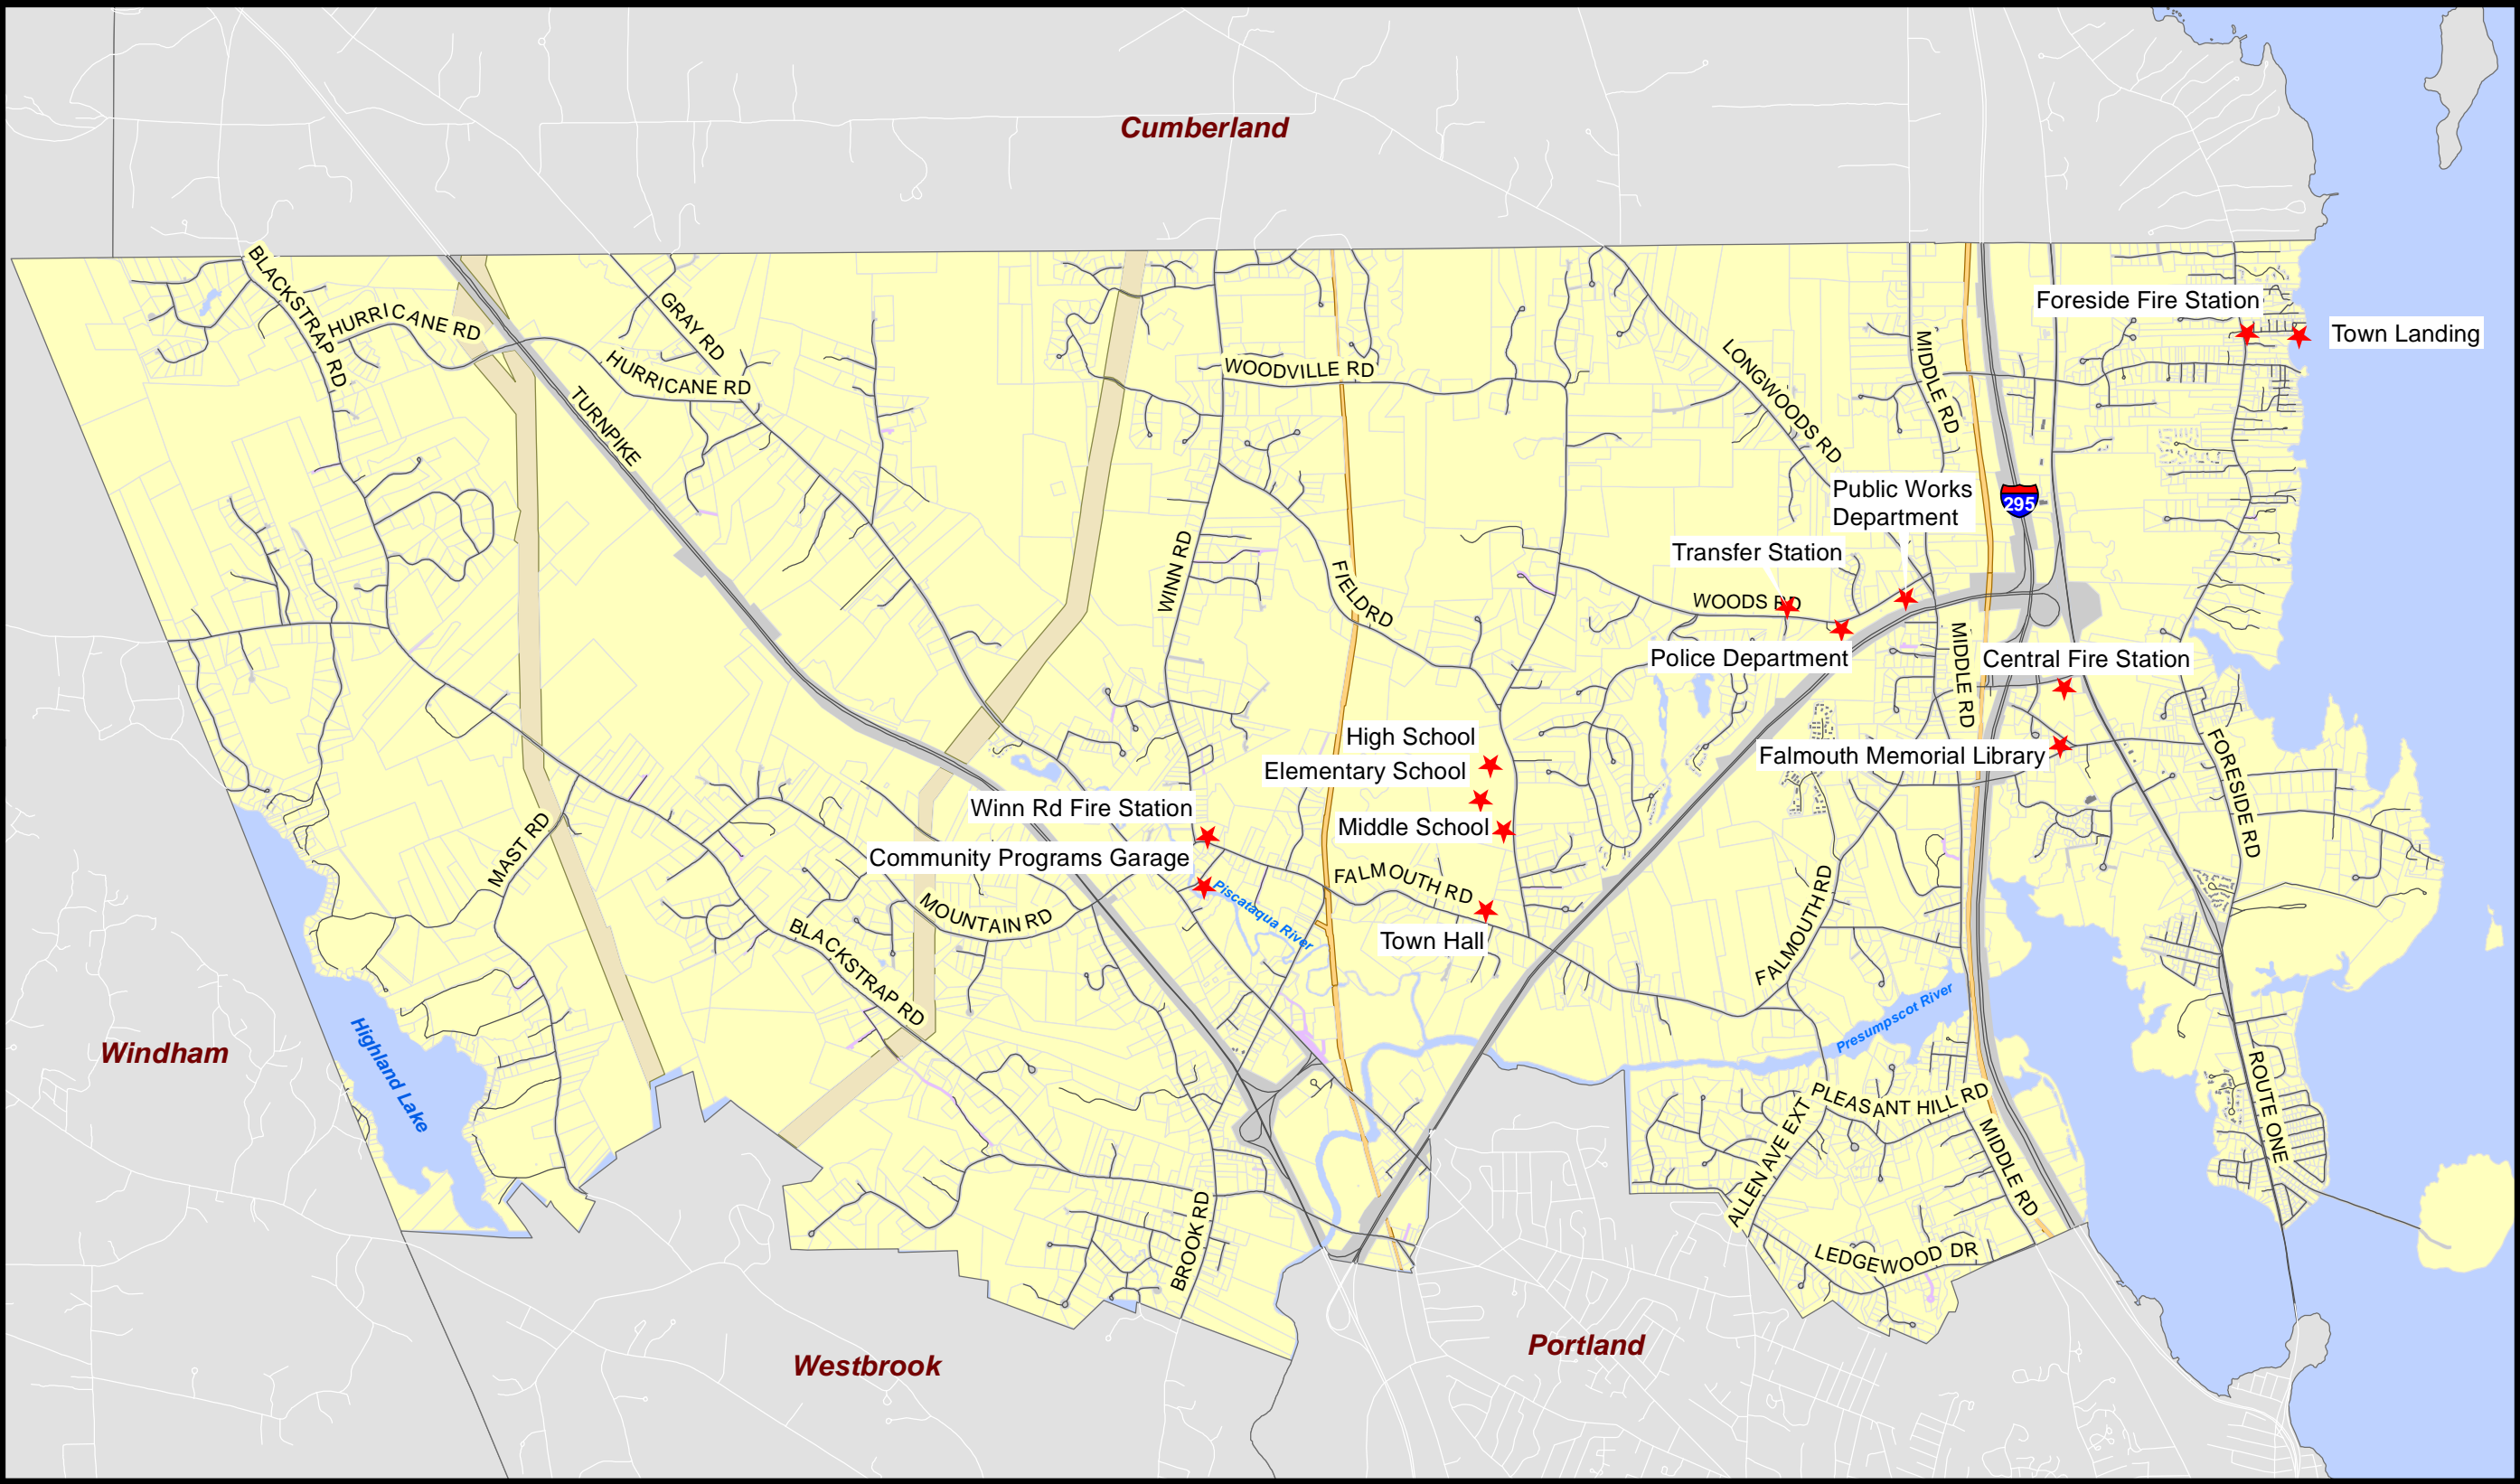 Cumberland
BLACKSTRAP RD
HURRICANE RD
GRAY RD
HURRICANE RD
TURNPIKE
WOODVILLE RD
LONGWOODS RD
MIDDLE RD
Foreside Fire Station
Town Landing
295
Public Works
Department
Transfer Station
WINN RD
FIELD RD
WOODS RD
Police Department
MIDDLE RD
Central Fire Station
High School
Elementary School
Middle School
Falmouth Memorial Library
FORESIDE RD
Winn Rd Fire Station
Community Programs Garage
MAST RD
MOUNTAIN RD
BLACKSTRAP RD
Piscataqua River
FALMOUTH RD
Town Hall
FALMOUTH RD
Presumpscot River
Windham
Highland Lake
PLEASANT HILL RD
ALLEN AVE EXT
MIDDLE RD
ROUTE ONE
BROOK RD
LEDGEWOOD DR
Westbrook
Portland